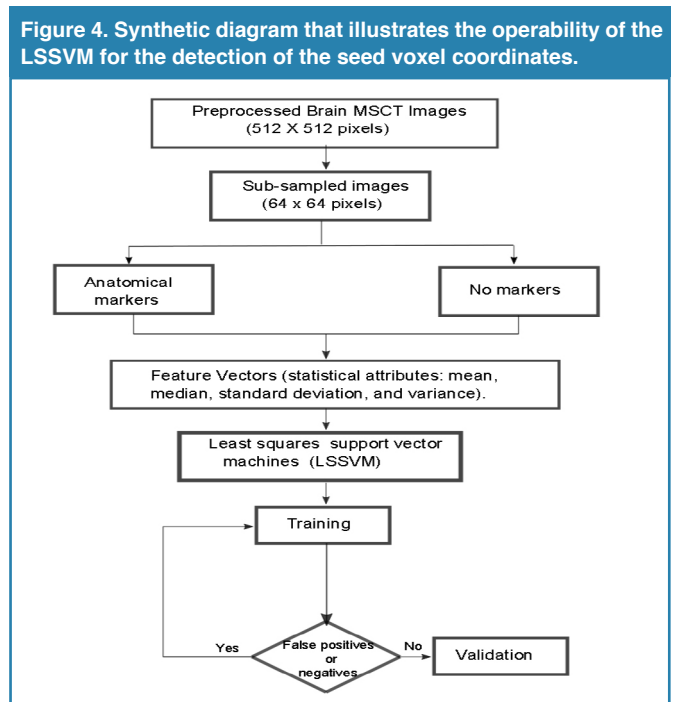 Figure 4. Synthetic diagram that illustrates the operability of the
LSSVM for the detection of the seed voxel coordinates.
Preprocessed Brain MSCT Images
(512 X 512 pixels)
Sub-sampled images
(64 x 64 pixels)
Anatomical
markers
No markers
Feature Vectors (statistical attributes: mean,
median, standard deviation, and variance).
Least squares support vector
machines (LSSVM)
Training
Yes
False positives
or
negatives
No
Validation